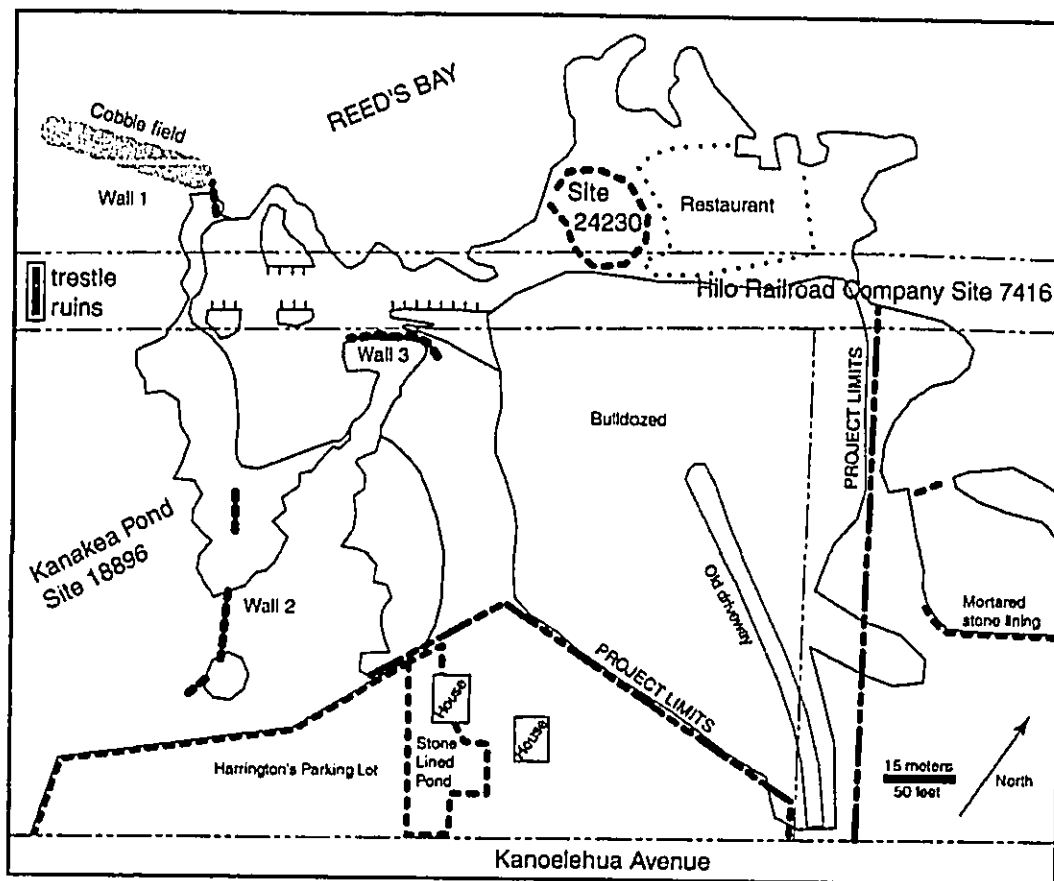 REED'S BAY
Cobble field
Wall 1
Site
24230
Restaurant
trestle
ruins
Hilo Railroad Company Site 7416
Wall 3
Bulldozed
PROJECT LIMITS
Kanakea Pond
Site 18896
Wall 2
Old driveway
Mortared
stone lining
PROJECT LIMITS
House
House
Stone
Lined
Pond
Harrington's Parking Lot
15 meters
50 feet
North
Kanoelehua Avenue